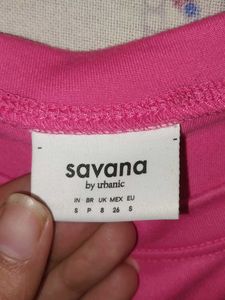 savana
by urbanic
IN BR UK MEX EU
S P 8 26 S